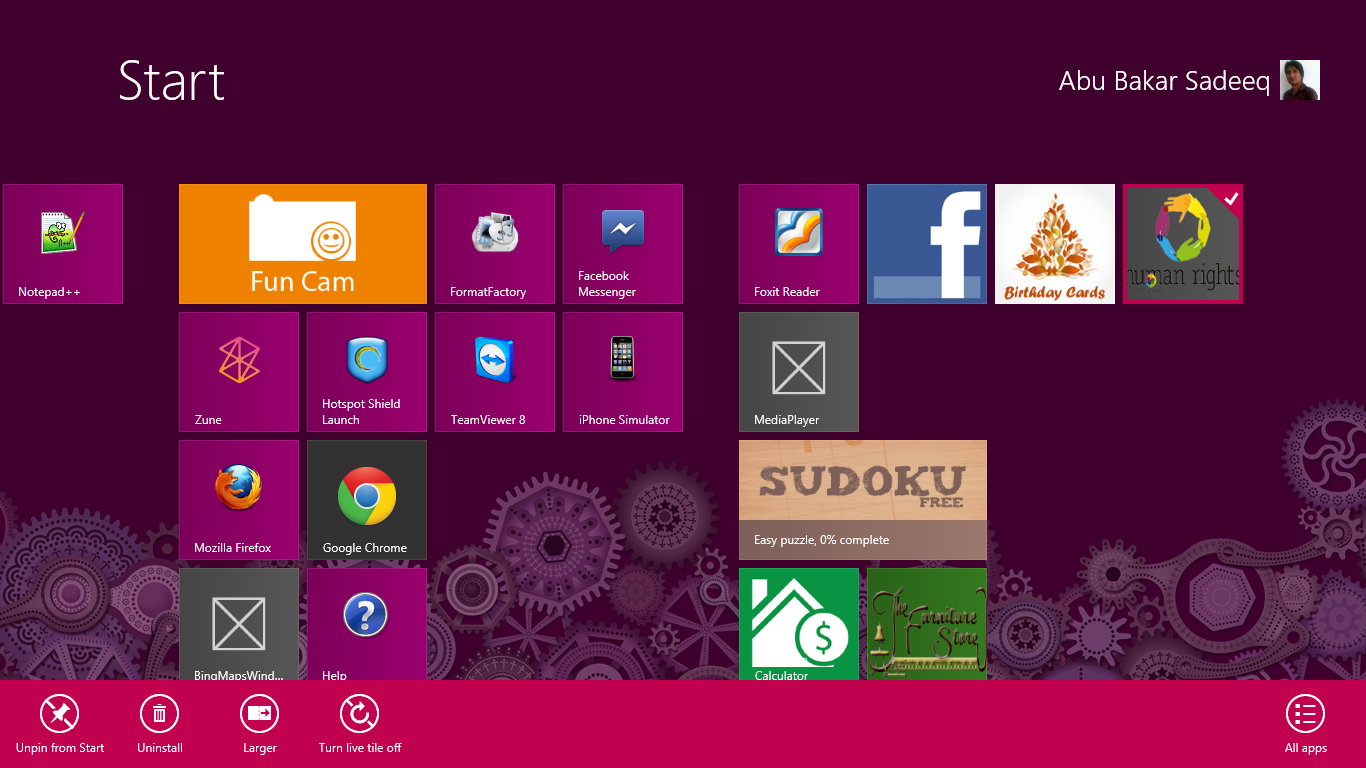 Start
Abu Bakar Sadeeq
Notepad++
Fun Cam
FormatFactory
Facebook
Messenger
Foxit Reader
f
Birthday Cards
human rights
Zune
Hotspot Shield
Launch
TeamViewer 8
iPhone Simulator
MediaPlayer
Mozilla Firefox
Google Chrome
SUDOKU
FREE
Easy puzzle, 0% complete
BingMapsWind...
Help
$
Calculator
The
Furniture
Store
Unpin from Start
Uninstall
Larger
Turn live tile off
All apps